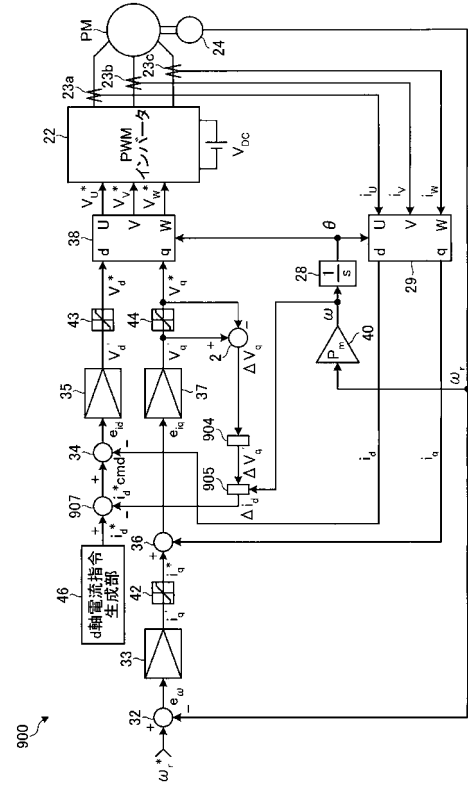 900
ωr*
+
−
32
eω
33
iq
42
iq*
+
36
46
d軸電流指令
生成部
id*
+
−
907
id*cmd
+
−
34
eid
35
Vd
43
Vd*
eiq
37
Vq
44
Vq*
+
−
2
ΔVq
904
ΔVq
905
Δid
38
d
q
U
V
W
VU*
VV*
VW*
22
PWM
インバータ
VDC
23a
23b
23c
PM
24
iU
iV
iW
θ
28
1
s
ω
Pm
40
U
V
W
d
q
29
id
iq
ωr